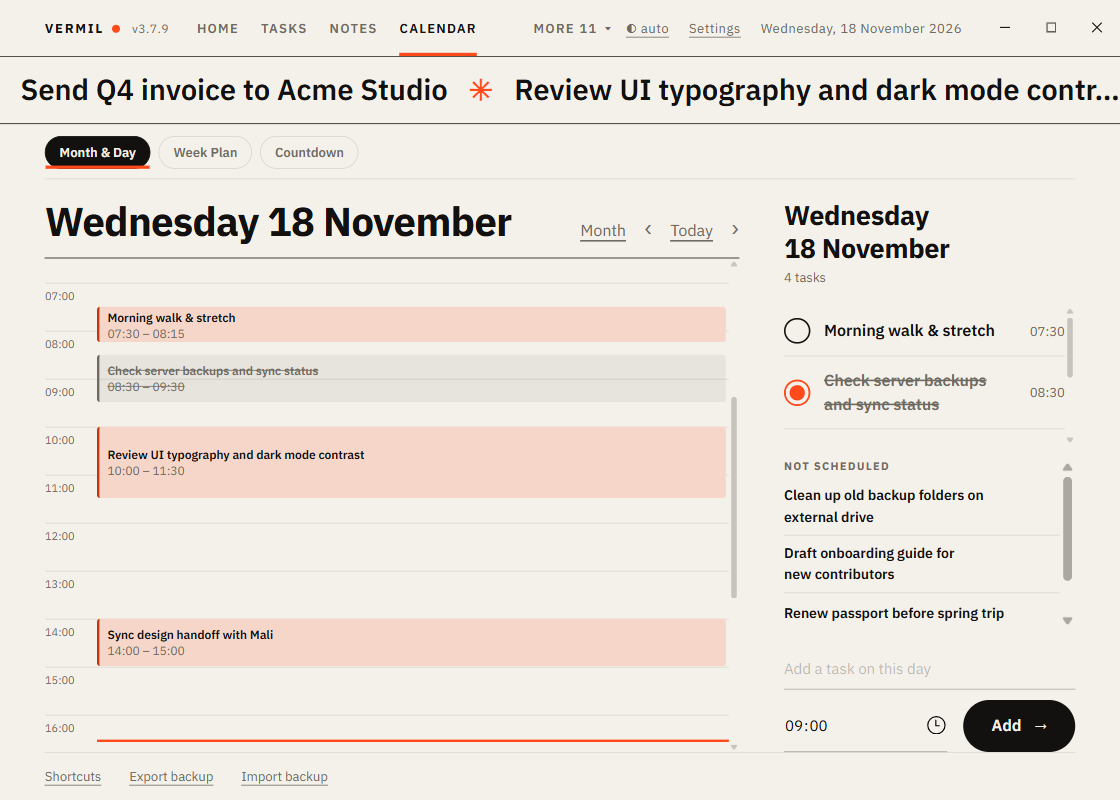 VERMIL v3.7.9 HOME TASKS NOTES CALENDAR MORE 11 auto Settings Wednesday, 18 November 2026
Send Q4 invoice to Acme Studio ✳ Review UI typography and dark mode contr...
Month & Day Week Plan Countdown
Wednesday 18 November
Month ‹ Today ›
07:00
Morning walk & stretch
07:30 – 08:15
08:00
Check server backups and sync status
08:30 – 09:30
09:00
10:00
Review UI typography and dark mode contrast
10:00 – 11:30
11:00
12:00
13:00
14:00
Sync design handoff with Mali
14:00 – 15:00
15:00
16:00
Wednesday
18 November
4 tasks
Morning walk & stretch 07:30
Check server backups
and sync status 08:30
NOT SCHEDULED
Clean up old backup folders on
external drive
Draft onboarding guide for
new contributors
Renew passport before spring trip
Add a task on this day
09:00 Add →
Shortcuts Export backup Import backup